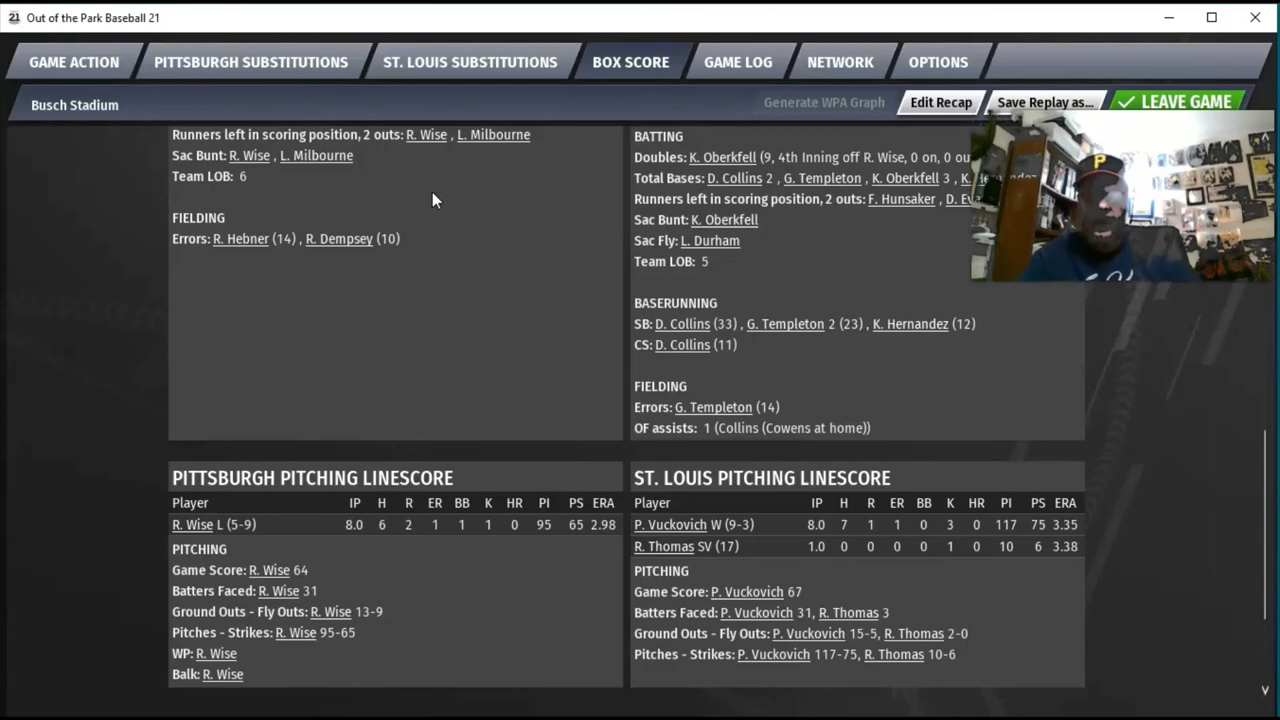 21 Out of the Park Baseball 21
GAME ACTION PITTSBURGH SUBSTITUTIONS ST. LOUIS SUBSTITUTIONS BOX SCORE GAME LOG NETWORK OPTIONS
Busch Stadium Generate WPA Graph Edit Recap Save Replay as... LEAVE GAME
Runners left in scoring position, 2 outs: R. Wise , L. Milbourne
Sac Bunt: R. Wise , L. Milbourne
Team LOB: 6
FIELDING
Errors: R. Hebner (14) , R. Dempsey (10)
BATTING
Doubles: K. Oberkfell (9, 4th Inning off R. Wise, 0 on, 0 ou
Total Bases: D. Collins 2 , G. Templeton , K. Oberkfell 3 ,
Runners left in scoring position, 2 outs: F. Hunsaker ,
Sac Bunt: K. Oberkfell
Sac Fly: L. Durham
Team LOB: 5
BASERUNNING
SB: D. Collins (33) , G. Templeton 2 (23) , K. Hernandez (12)
CS: D. Collins (11)
FIELDING
Errors: G. Templeton (14)
OF assists: 1 (Collins (Cowens at home))
PITTSBURGH PITCHING LINESCORE
Player IP H R ER BB K HR PI PS ERA
R. Wise L (5-9) 8.0 6 2 1 1 1 0 95 65 2.98
PITCHING
Game Score: R. Wise 64
Batters Faced: R. Wise 31
Ground Outs - Fly Outs: R. Wise 13-9
Pitches - Strikes: R. Wise 95-65
WP: R. Wise
Balk: R. Wise
ST. LOUIS PITCHING LINESCORE
Player IP H R ER BB K HR PI PS ERA
P. Vuckovich W (9-3) 8.0 7 1 1 0 3 0 117 75 3.35
R. Thomas SV (17) 1.0 0 0 0 0 1 0 10 6 3.38
PITCHING
Game Score: P. Vuckovich 67
Batters Faced: P. Vuckovich 31, R. Thomas 3
Ground Outs - Fly Outs: P. Vuckovich 15-5, R. Thomas 2-0
Pitches - Strikes: P. Vuckovich 117-75, R. Thomas 10-6
P